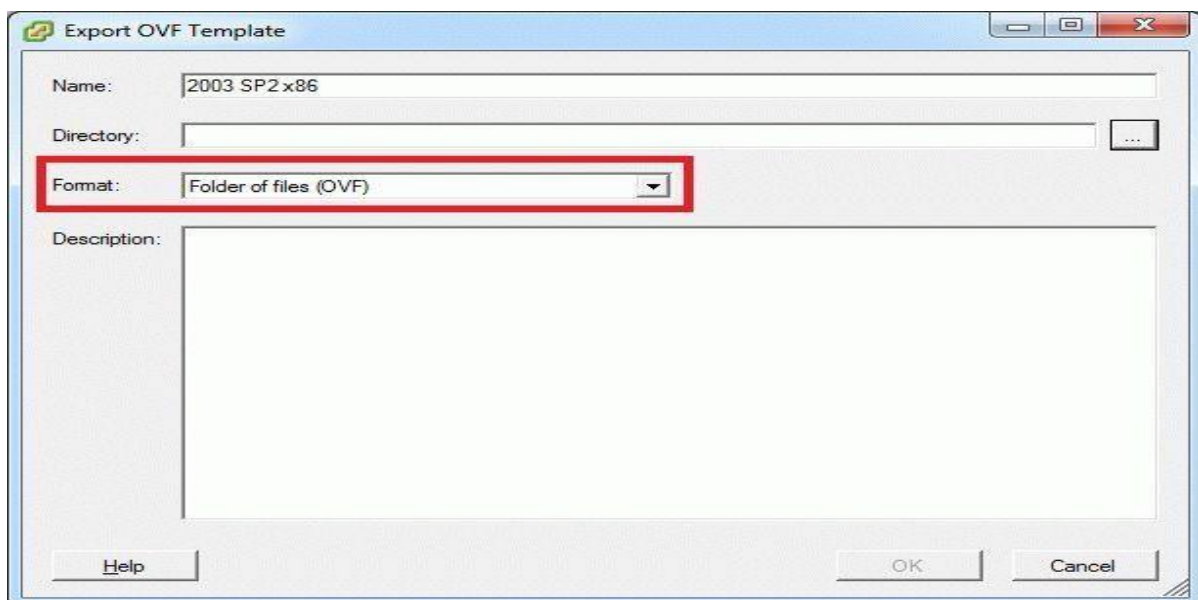 Export OVF Template
Name: 2003 SP2 x86
Directory: ...
Format: Folder of files (OVF)
Description:
Help OK Cancel